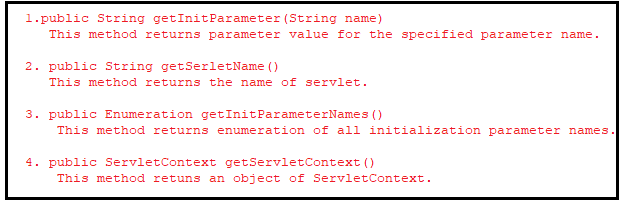 1.public String getInitParameter(String name)
This method returns parameter value for the specified parameter name.
2. public String getSerletName()
This method returns the name of servlet.
3. public Enumeration getInitParameterNames()
This method returns enumeration of all initialization parameter names.
4. public ServletContext getServletContext()
This method retuns an object of ServletContext.